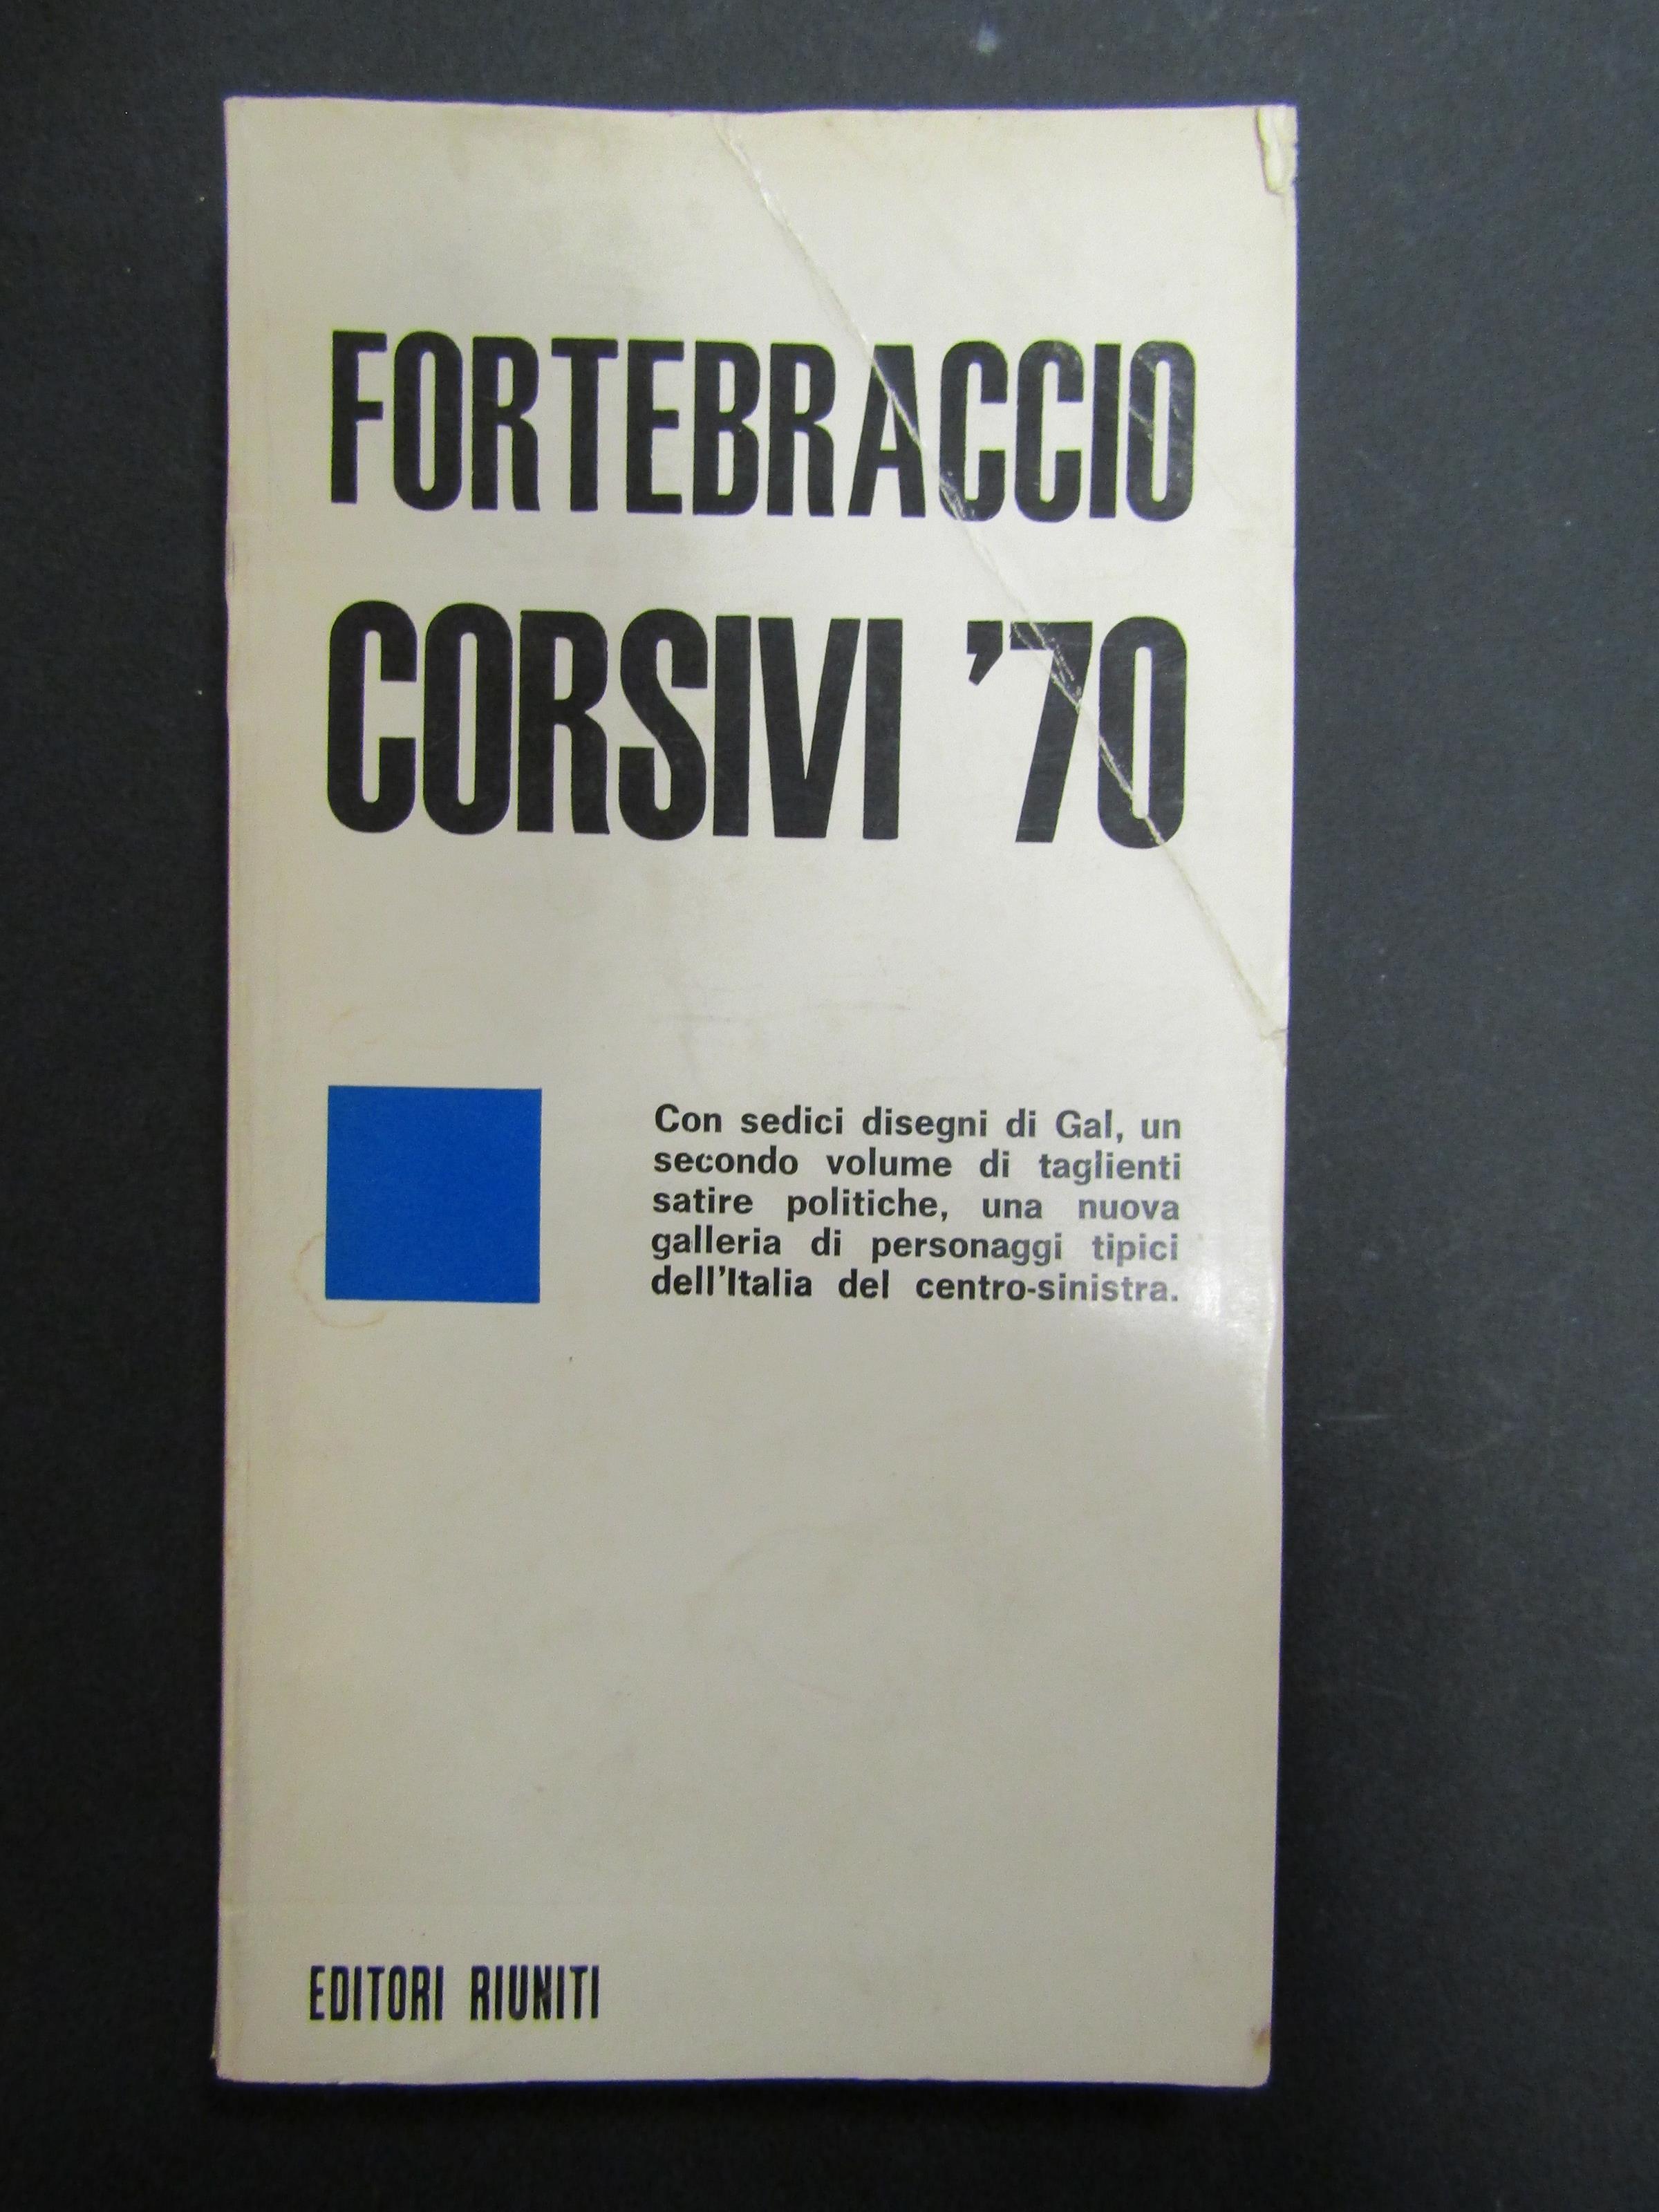 FORTEBRACCIO
CORSIVI ’70
Con sedici disegni di Gal, un
secondo volume di taglienti
satire politiche, una nuova
galleria di personaggi tipici
dell’Italia del centro-sinistra.
EDITORI RIUNITI